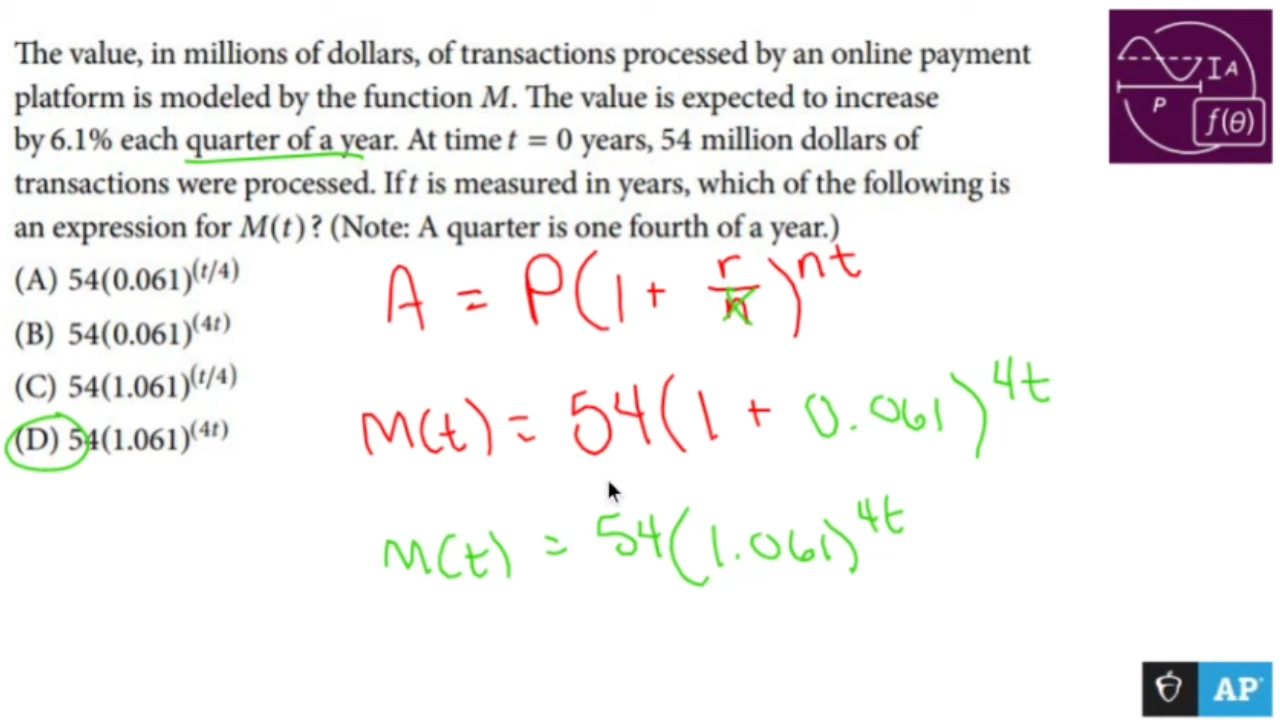 The value, in millions of dollars, of transactions processed by an online payment
platform is modeled by the function M. The value is expected to increase
by 6.1% each quarter of a year. At time t = 0 years, 54 million dollars of
transactions were processed. If t is measured in years, which of the following is
an expression for M(t)? (Note: A quarter is one fourth of a year.)
(A) 54(0.061)^(t/4)
(B) 54(0.061)^(4t)
(C) 54(1.061)^(t/4)
(D) 54(1.061)^(4t)
A = P(1 + r/n)^nt
M(t) = 54(1 + 0.061)^4t
M(t) = 54(1.061)^4t
A
P
f(θ)
AP